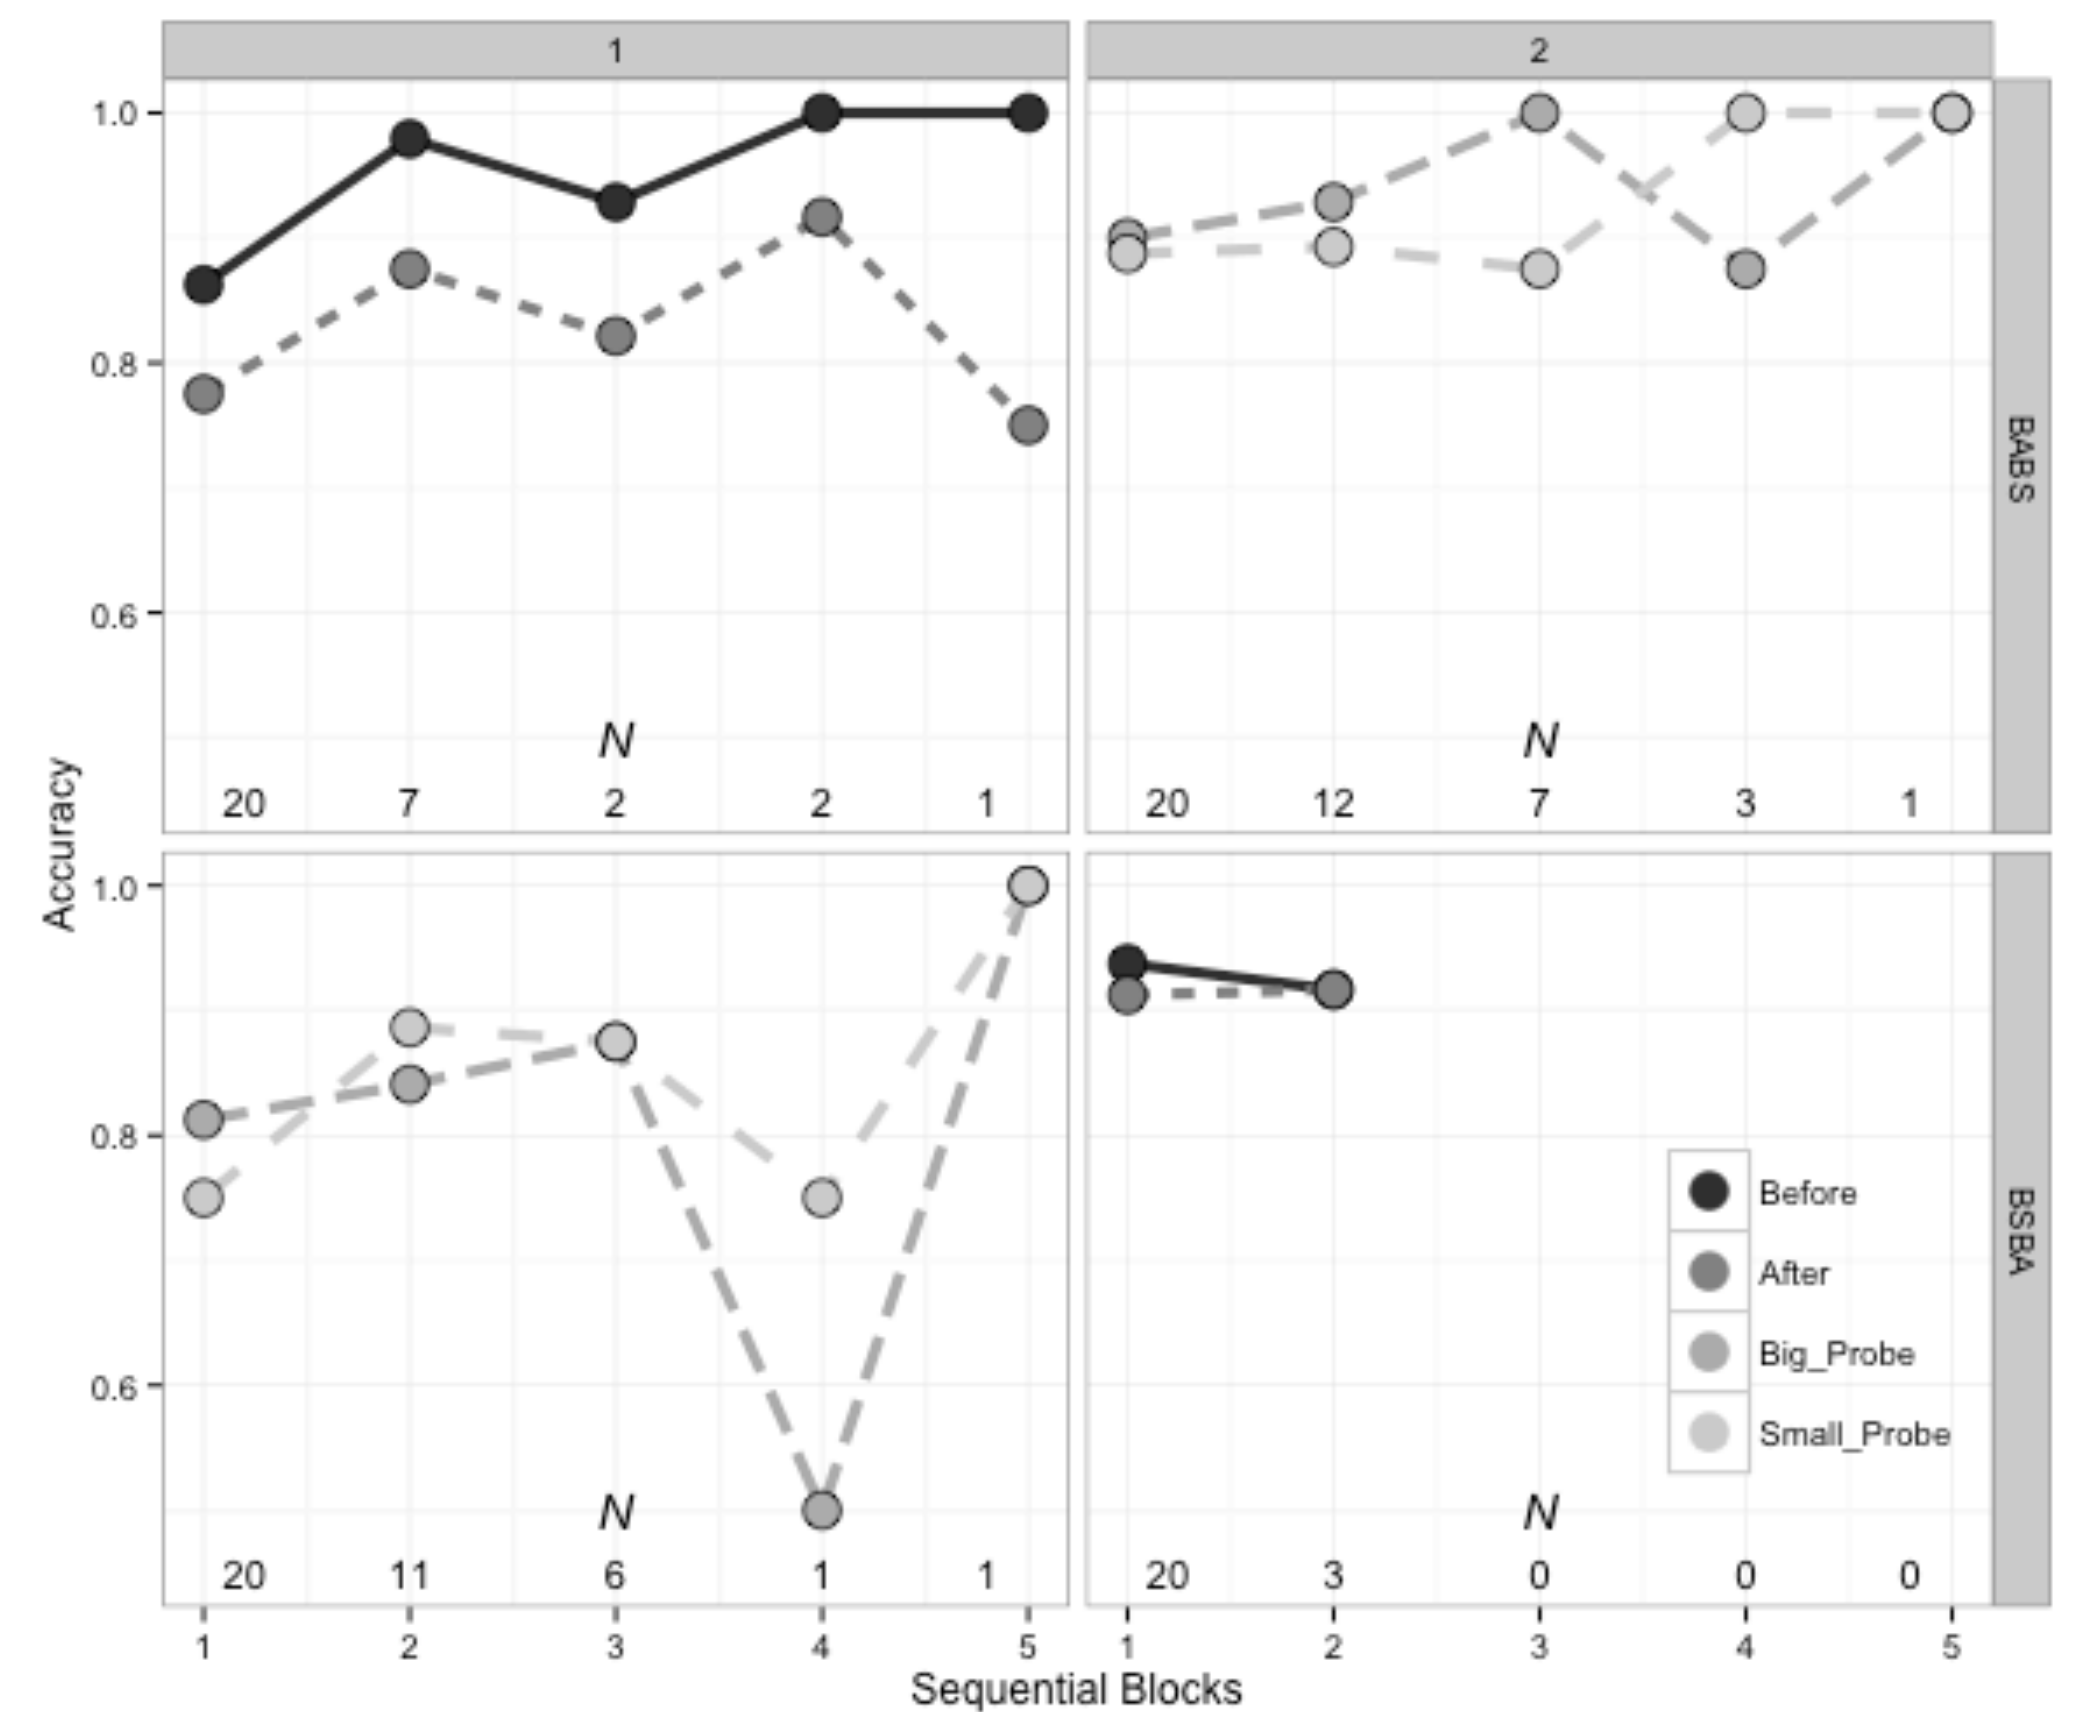 1 2
1.0
0.8
0.6
BABS
N N
20 7 2 2 1 20 12 7 3 1
Accuracy
1.0
0.8
0.6
BSBA
Before
After
Big_Probe
Small_Probe
N N
20 11 6 1 1 20 3 0 0 0
1 2 3 4 5 1 2 3 4 5
Sequential Blocks